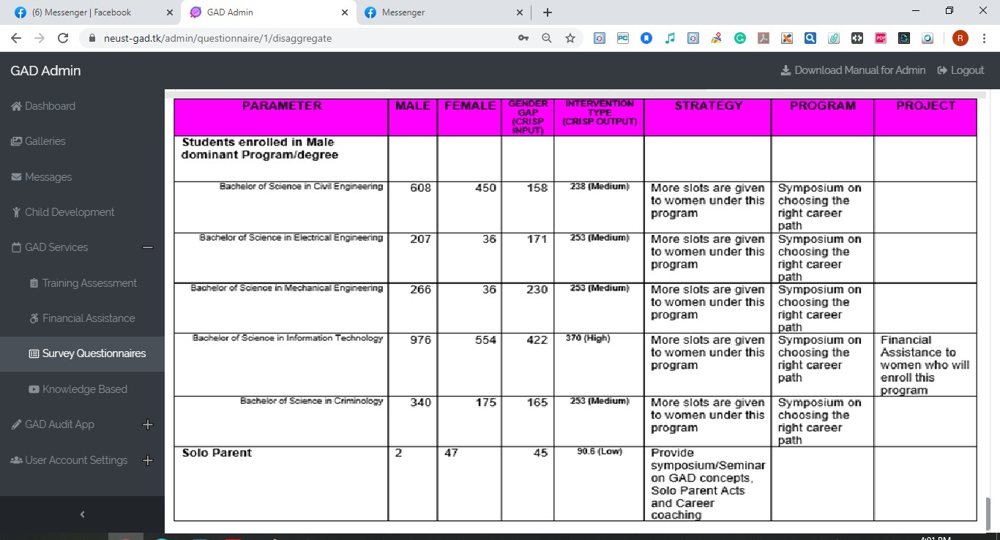 (6) Messenger | Facebook
GAD Admin
Messenger
neust-gad.tk/admin/questionnaire/1/disaggregate
GAD Admin
Download Manual for Admin
Logout
Dashboard
Galleries
Messages
Child Development
GAD Services
Training Assessment
Financial Assistance
Survey Questionnaires
Knowledge Based
GAD Audit App
User Account Settings
PARAMETER
MALE
FEMALE
GENDER
GAP
(CRISP
INPUT)
INTERVENTION
TYPE
(CRISP OUTPUT)
STRATEGY
PROGRAM
PROJECT
Students enrolled in Male
dominant Program/degree
Bachelor of Science in Civil Engineering
608
450
158
238 (Medium)
More slots are given
to women under this
program
Symposium on
choosing the
right career
path
Bachelor of Science in Electrical Engineering
207
36
171
253 (Medium)
More slots are given
to women under this
program
Symposium on
choosing the
right career
path
Bachelor of Science in Mechanical Engineering
266
36
230
253 (Medium)
More slots are given
to women under this
program
Symposium on
choosing the
right career
path
Bachelor of Science in Information Technology
976
554
422
370 (High)
More slots are given
to women under this
program
Symposium on
choosing the
right career
path
Financial
Assistance to
women who will
enroll this
program
Bachelor of Science in Criminology
340
175
165
253 (Medium)
More slots are given
to women under this
program
Symposium on
choosing the
right career
path
Solo Parent
2
47
45
90.6 (Low)
Provide
symposium/Seminar
on GAD concepts,
Solo Parent Acts
and Career
coaching
4:01 PM